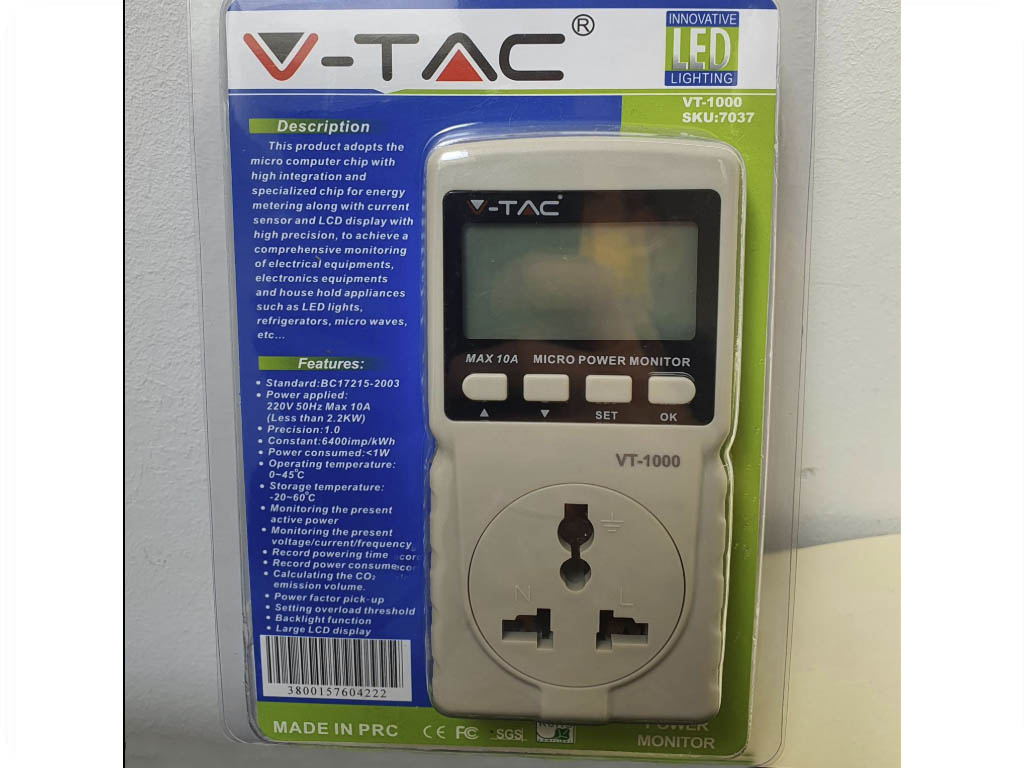 V-TAC®
INNOVATIVE
LED
LIGHTING
VT-1000
SKU:7037
Description
This product adopts the
micro computer chip with
high integration and
specialized chip for energy
metering along with current
sensor and LCD display with
high precision, to achieve a
comprehensive monitoring
of electrical equipments,
electronics equipments
and house hold appliances
such as LED lights,
refrigerators, micro waves,
etc...
Features:
• Standard:BC17215-2003
• Power applied:
220V 50Hz Max 10A
(Less than 2.2KW)
• Precision:1.0
• Constant:6400imp/kWh
• Power consumed:<1W
• Operating temperature:
0~45°C
• Storage temperature:
-20~60°C
• Monitoring the present
active power
• Monitoring the present
voltage/current/frequency
• Record powering time
• Record power consume
• Calculating the CO₂
emission volume.
• Power factor pick-up
• Setting overload threshold
• Backlight function
• Large LCD display
3800157604222
MADE IN PRC CE FC SGS
V-TAC®
MAX 10A MICRO POWER MONITOR
▲ ▼ SET OK
VT-1000
N L
POWER
MONITOR